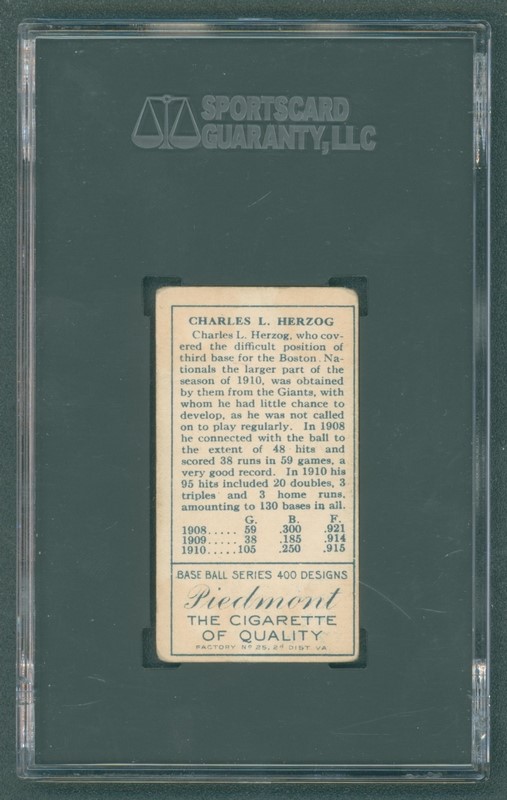 SPORTSCARD
GUARANTY, LLC
CHARLES L. HERZOG
Charles L. Herzog, who cov-
ered the difficult position of
third base for the Boston Na-
tionals the larger part of the
season of 1910, was obtained
by them from the Giants, with
whom he had little chance to
develop, as he was not called
on to play regularly. In 1908
he connected with the ball to
the extent of 48 hits and
scored 38 runs in 59 games, a
very good record. In 1910 his
95 hits included 20 doubles, 3
triples and 3 home runs,
amounting to 130 bases in all.
G. B. F.
1908..... 59 .300 .921
1909..... 38 .185 .914
1910.....105 .250 .915
BASE BALL SERIES 400 DESIGNS
Piedmont
THE CIGARETTE
OF QUALITY
FACTORY Nº 25, 2ᵈ DIST. VA